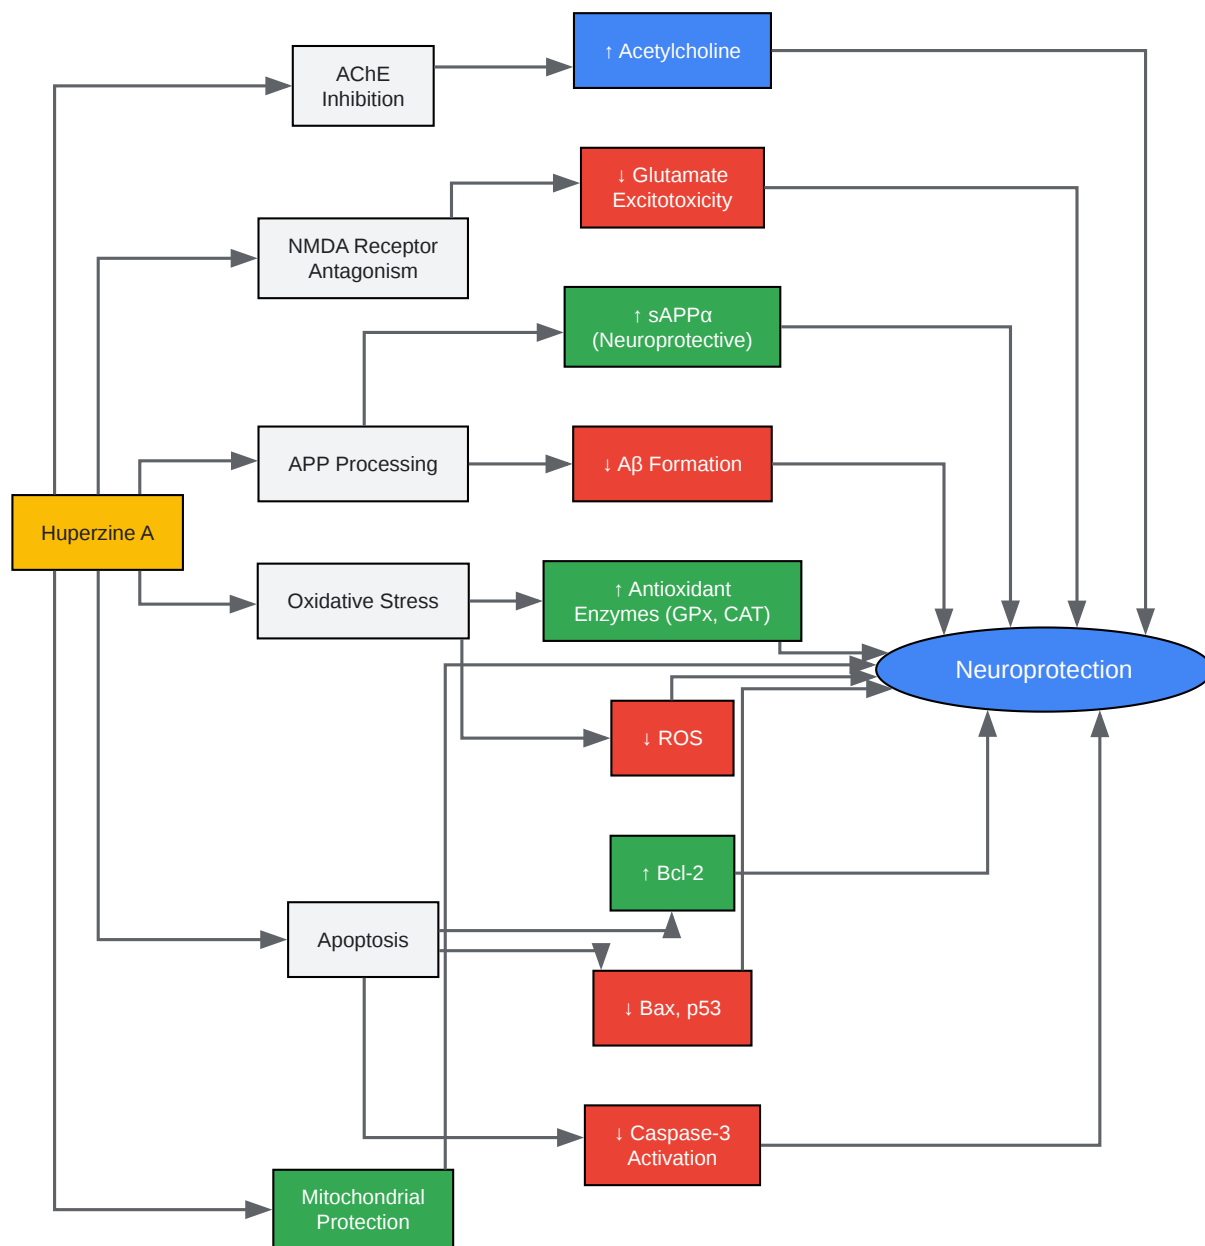 ↑ Acetylcholine
AChE
Inhibition
↓ Glutamate
Excitotoxicity
NMDA Receptor
Antagonism
↑ sAPPα
(Neuroprotective)
APP Processing
↓ Aβ Formation
Huperzine A
Oxidative Stress
↑ Antioxidant
Enzymes (GPx, CAT)
Neuroprotection
↓ ROS
↑ Bcl-2
Apoptosis
↓ Bax, p53
↓ Caspase-3
Activation
Mitochondrial
Protection